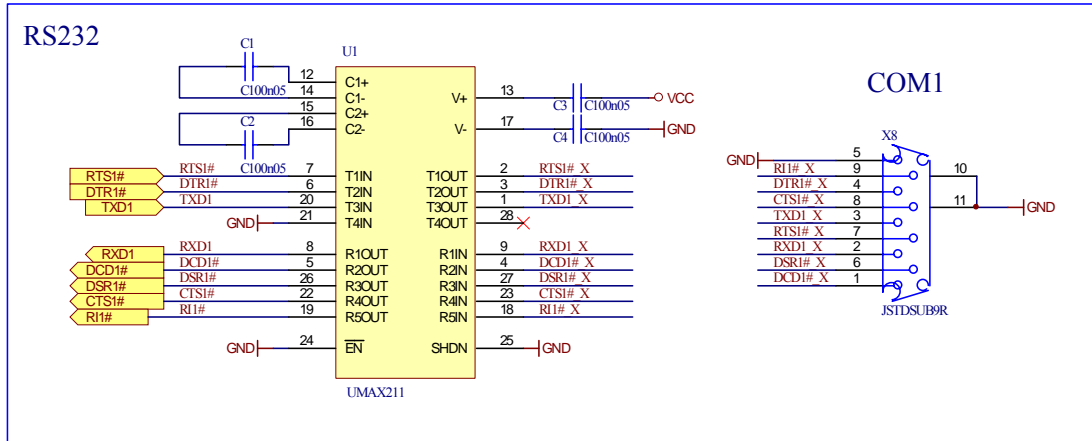 RS232
C1
C100n05
C2
C100n05
RTS1#
DTR1#
TXD1
GND
RXD1
DCD1#
DSR1#
CTS1#
RI1#
GND
RTS1#
DTR1#
TXD1
RXD1
DCD1#
DSR1#
CTS1#
RI1#
12
14
15
16
7
6
20
21
8
5
26
22
19
24
U1
C1+
C1-
C2+
C2-
T1IN
T2IN
T3IN
T4IN
R1OUT
R2OUT
R3OUT
R4OUT
R5OUT
EN
V+
V-
T1OUT
T2OUT
T3OUT
T4OUT
R1IN
R2IN
R3IN
R4IN
R5IN
SHDN
UMAX211
13
17
2
3
1
28
9
4
27
23
18
25
C3
C100n05
VCC
C4
C100n05
GND
RTS1#_X
DTR1#_X
TXD1_X
RXD1_X
DCD1#_X
DSR1#_X
CTS1#_X
RI1#_X
GND
COM1
X8
GND
RI1#_X
DTR1#_X
CTS1#_X
TXD1_X
RTS1#_X
RXD1_X
DSR1#_X
DCD1#_X
5
9
4
8
3
7
2
6
1
10
11
GND
JSTDSUB9R